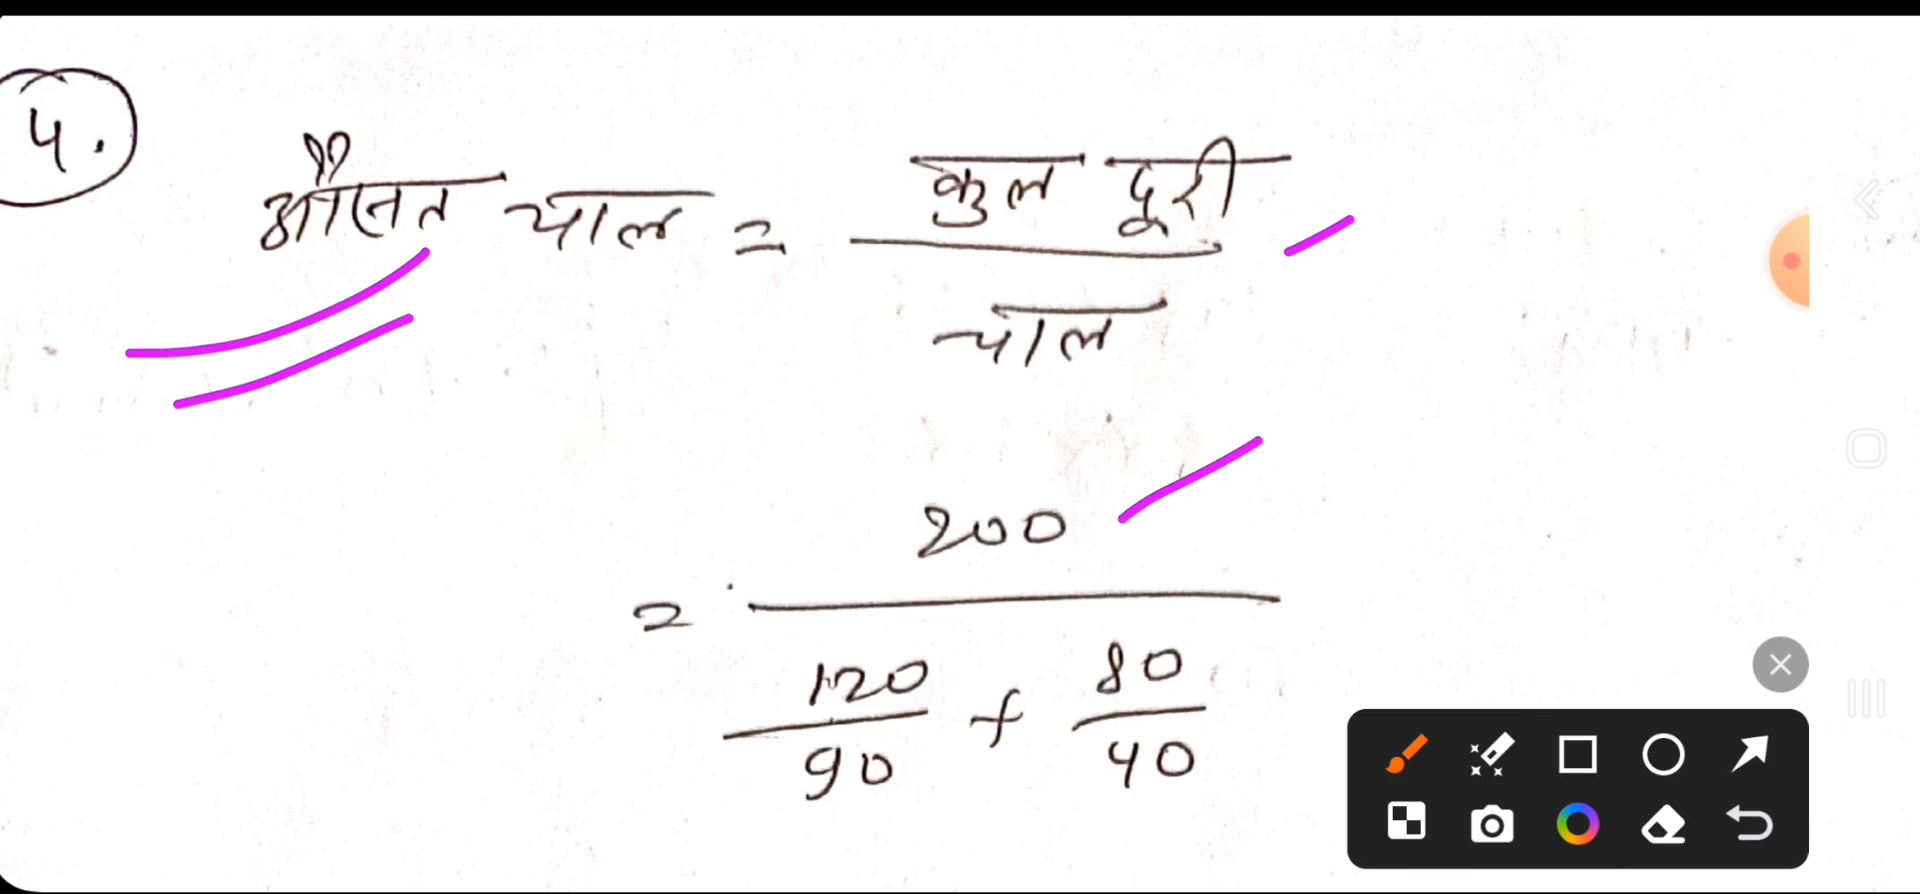 4.
औसत चाल = कुल दूरी
चाल
= 200
120/90 + 80/40